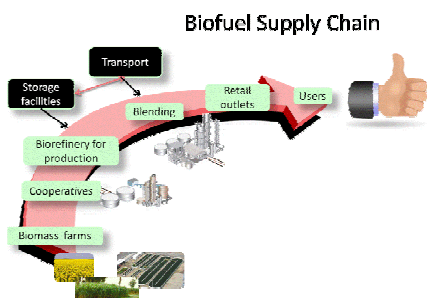 Biofuel Supply Chain
Transport
Storage
facilities
Retail
outlets
Users
Blending
Biorefinery for
production
Cooperatives
Biomass farms